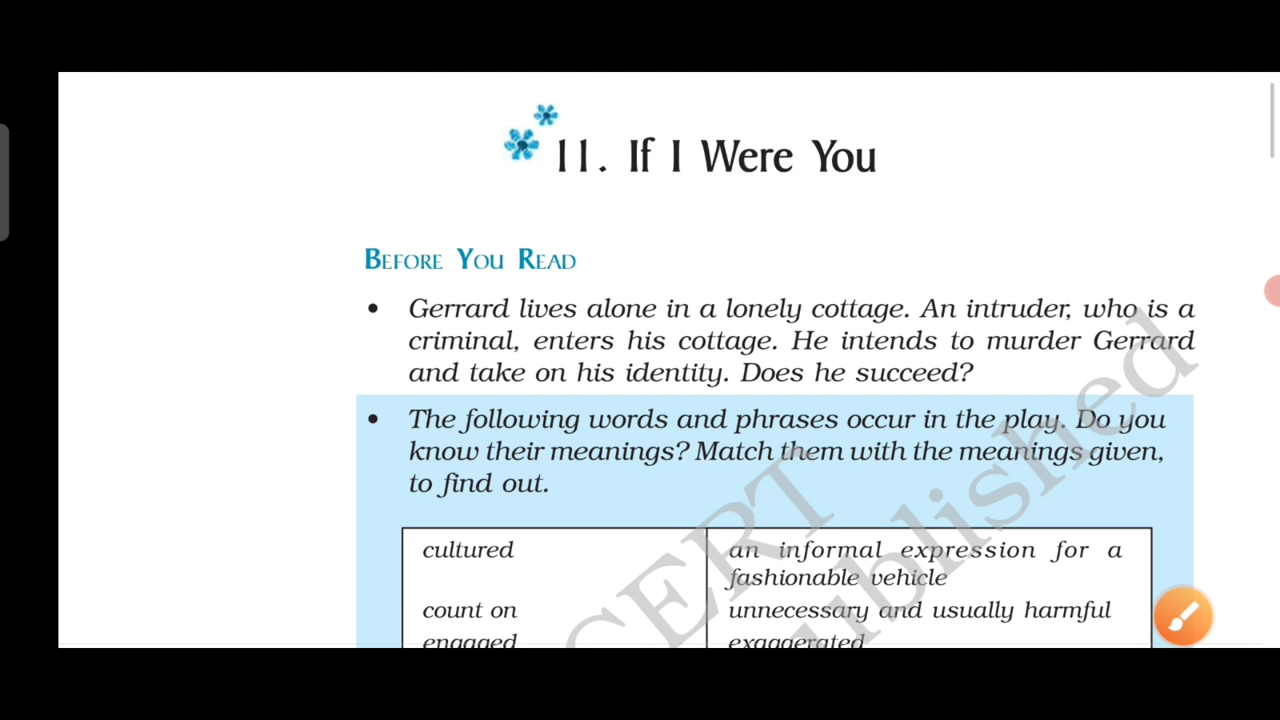 11. If I Were You
BEFORE YOU READ
• Gerrard lives alone in a lonely cottage. An intruder, who is a
criminal, enters his cottage. He intends to murder Gerrard
and take on his identity. Does he succeed?
• The following words and phrases occur in the play. Do you
know their meanings? Match them with the meanings given,
to find out.
cultured
an informal expression for a
fashionable vehicle
count on
unnecessary and usually harmful
engaged
exaggerated